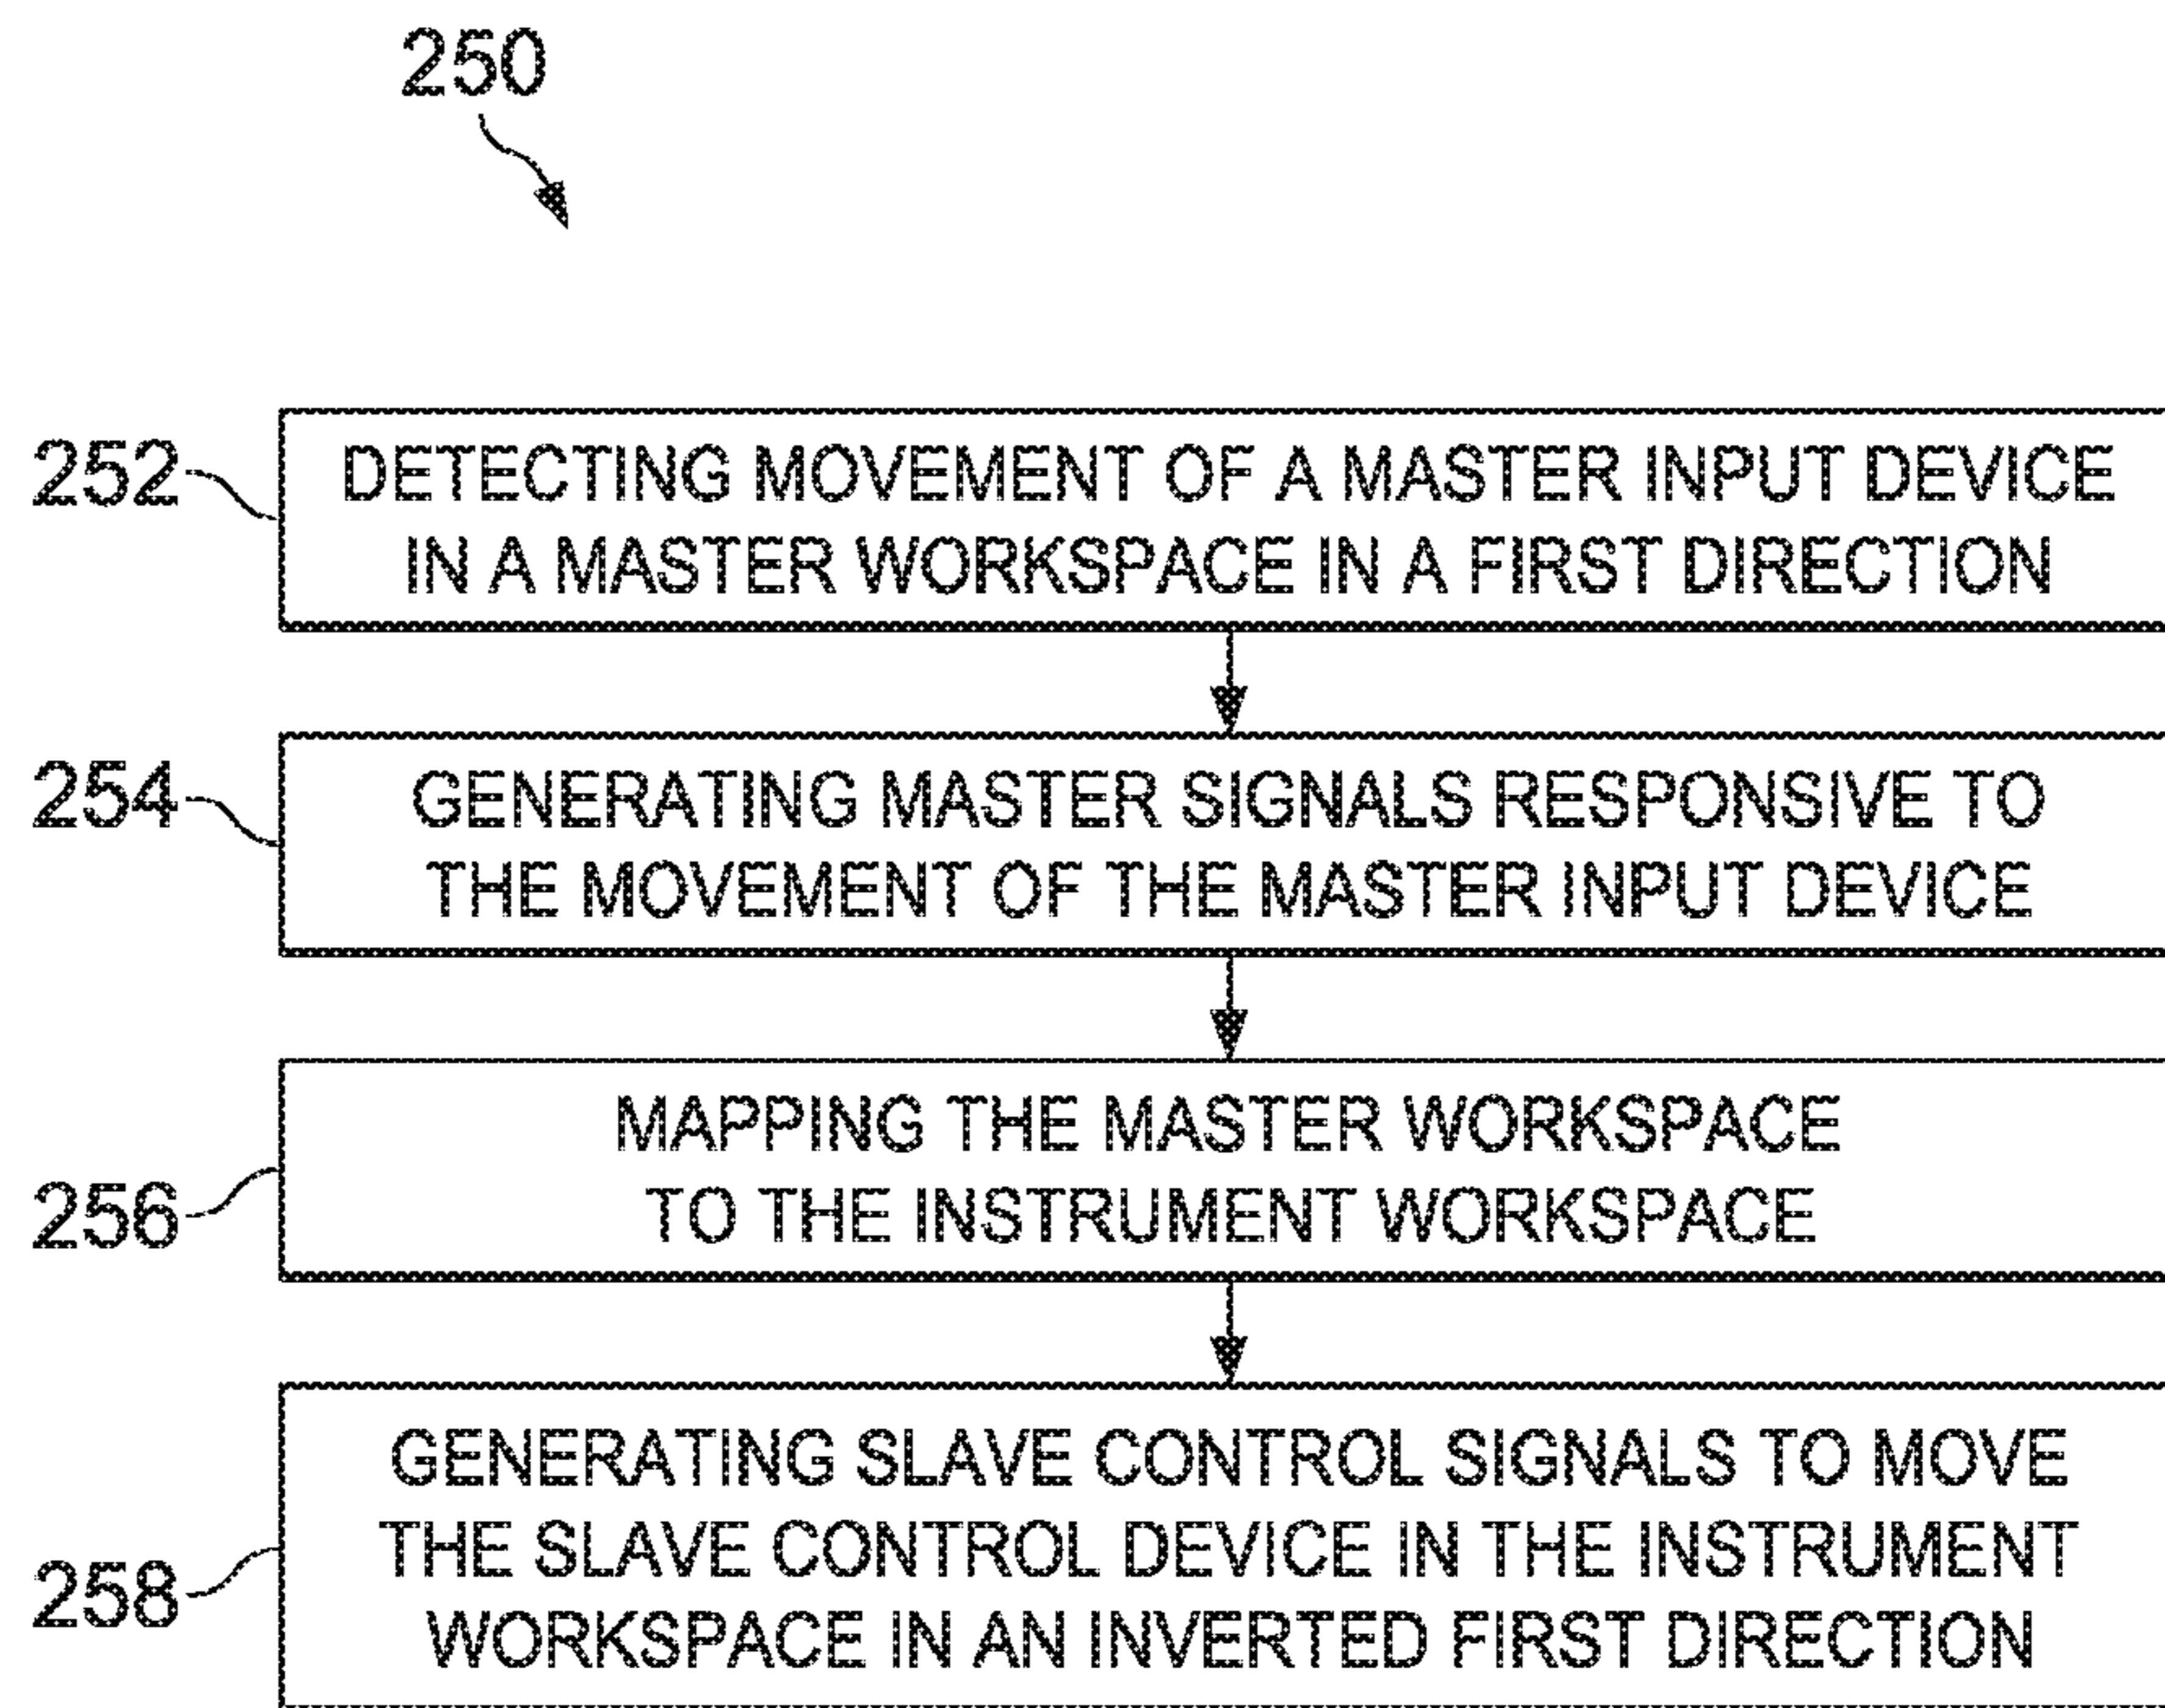 250
252
DETECTING MOVEMENT OF A MASTER INPUT DEVICE
IN A MASTER WORKSPACE IN A FIRST DIRECTION
254
GENERATING MASTER SIGNALS RESPONSIVE TO
THE MOVEMENT OF THE MASTER INPUT DEVICE
256
MAPPING THE MASTER WORKSPACE
TO THE INSTRUMENT WORKSPACE
258
GENERATING SLAVE CONTROL SIGNALS TO MOVE
THE SLAVE CONTROL DEVICE IN THE INSTRUMENT
WORKSPACE IN AN INVERTED FIRST DIRECTION